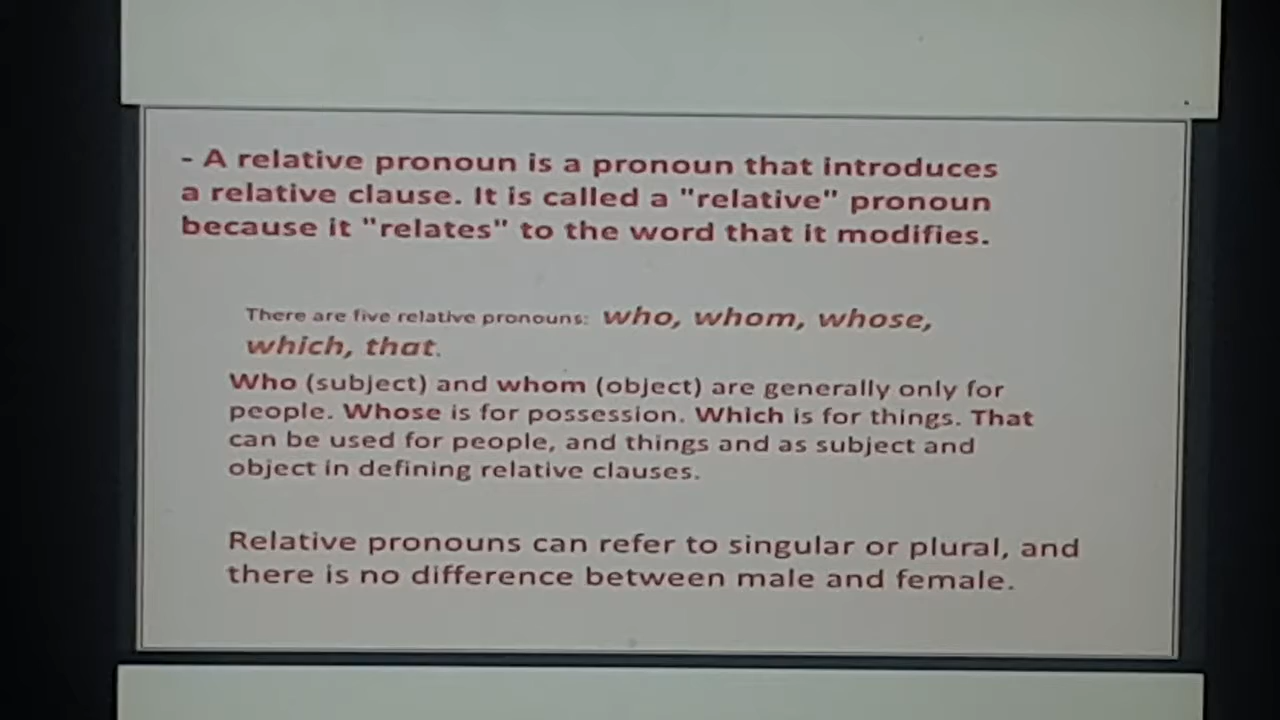 - A relative pronoun is a pronoun that introduces
a relative clause. It is called a "relative" pronoun
because it "relates" to the word that it modifies.
There are five relative pronouns: who, whom, whose,
which, that.
Who (subject) and whom (object) are generally only for
people. Whose is for possession. Which is for things. That
can be used for people, and things and as subject and
object in defining relative clauses.
Relative pronouns can refer to singular or plural, and
there is no difference between male and female.